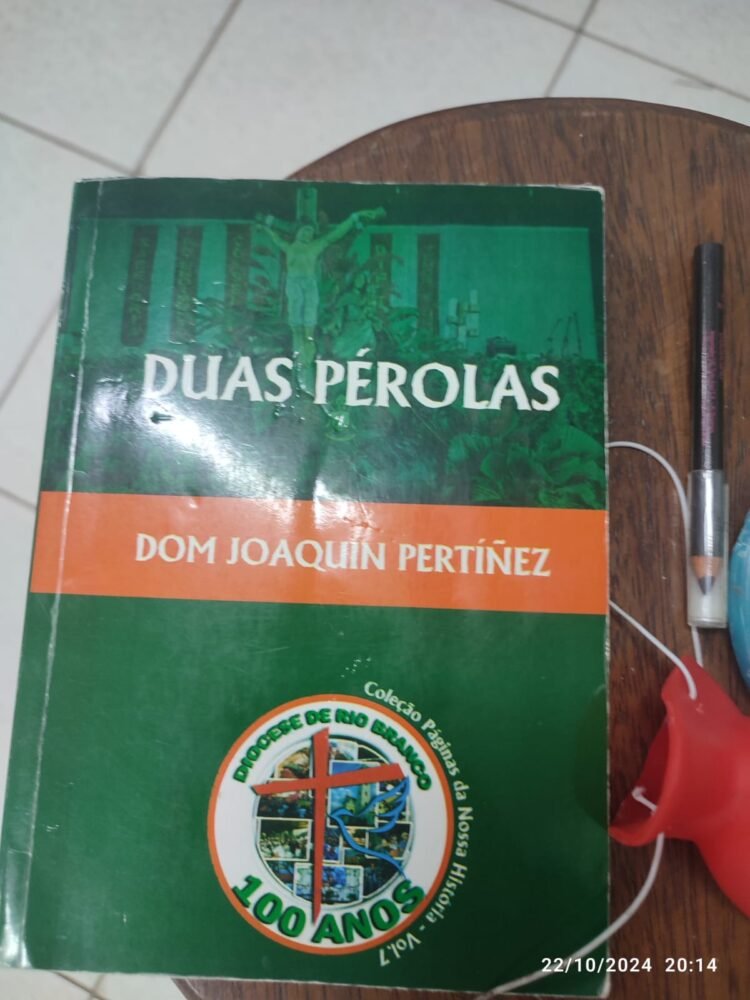 DUAS PÉROLAS
DOM JOAQUÍN PERTÍÑEZ
Coleção Páginas da Nossa História - Vol.7
DIOCESE DE RIO BRANCO
100 ANOS
22/10/2024 20:14